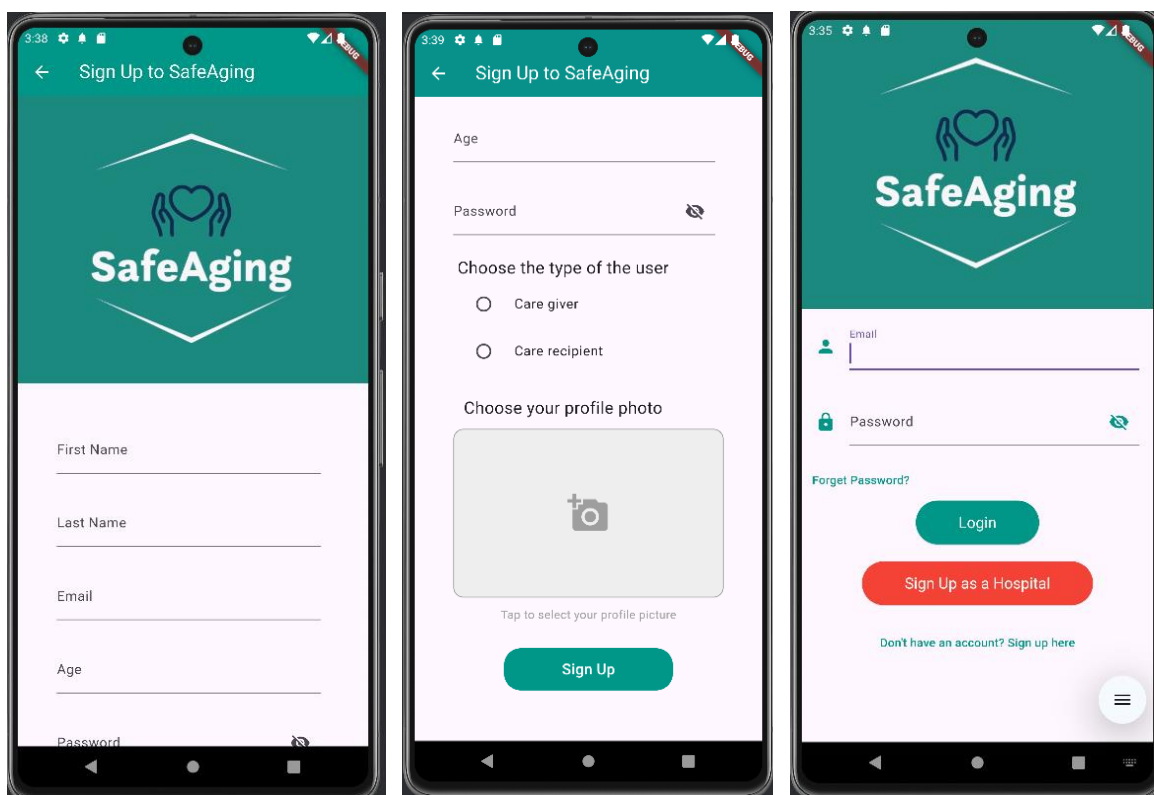 3:38
DEBUG
Sign Up to SafeAging
SafeAging
First Name
Last Name
Email
Age
Password
3:39
DEBUG
Sign Up to SafeAging
Age
Password
Choose the type of the user
Care giver
Care recipient
Choose your profile photo
Tap to select your profile picture
Sign Up
3:35
DEBUG
SafeAging
Email
Password
Forget Password?
Login
Sign Up as a Hospital
Don't have an account? Sign up here